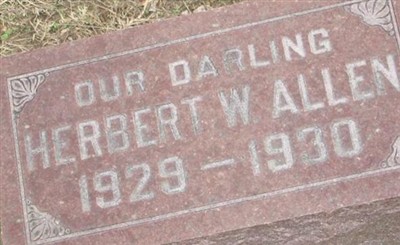 OUR DARLING
HERBERT W. ALLEN
1929 — 1930